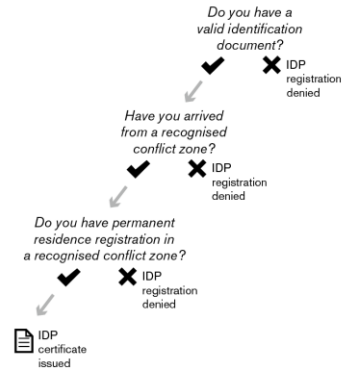 Do you have a
valid identification
document?
IDP
registration
denied
Have you arrived
from a recognised
conflict zone?
IDP
registration
denied
Do you have permanent
residence registration in
a recognised conflict zone?
IDP
registration
denied
IDP
certificate
issued